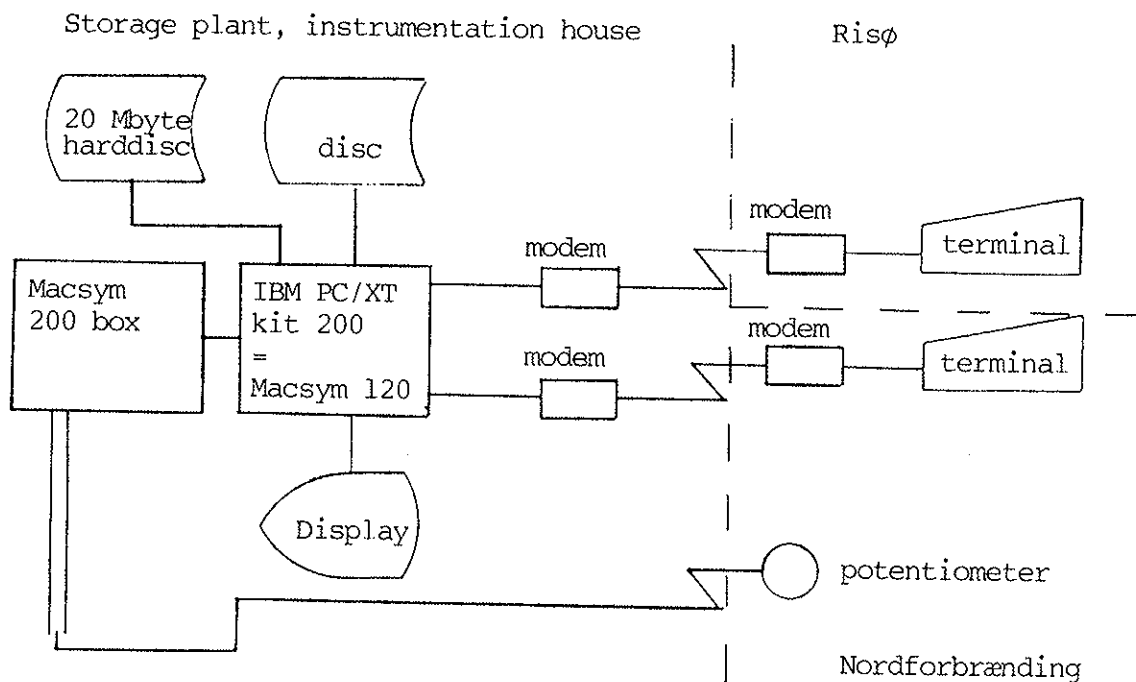 Storage plant, instrumentation house
Risø
20 Mbyte
harddisc
disc
modem
terminal
modem
Macsym
200 box
IBM PC/XT
kit 200
=
Macsym 120
modem
terminal
modem
Display
potentiometer
Nordforbrænding